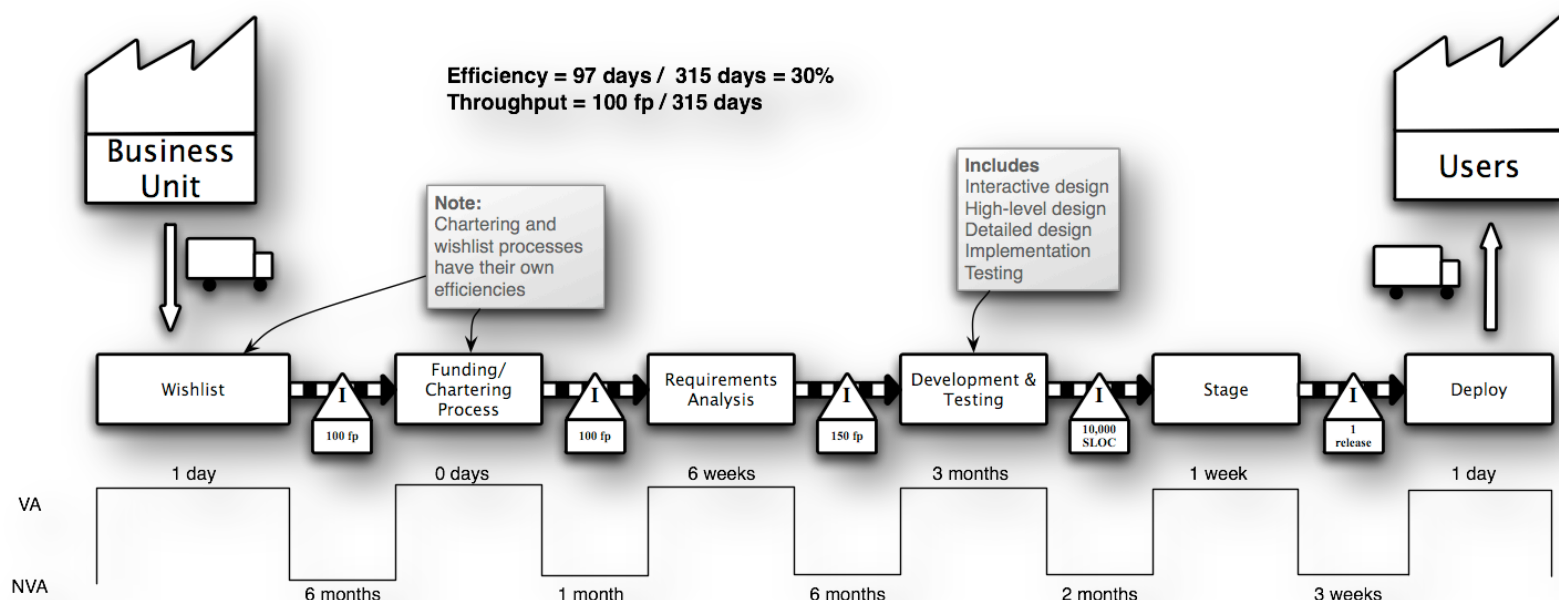 Efficiency = 97 days / 315 days = 30%
Throughput = 100 fp / 315 days
Business
Unit
Users
Note:
Chartering and
wishlist processes
have their own
efficiencies
Includes
Interactive design
High-level design
Detailed design
Implementation
Testing
Wishlist
I
100 fp
Funding/
Chartering
Process
I
100 fp
Requirements
Analysis
I
150 fp
Development &
Testing
I
10,000
SLOC
Stage
I
1
release
Deploy
VA
1 day
0 days
6 weeks
3 months
1 week
1 day
NVA
6 months
1 month
6 months
2 months
3 weeks